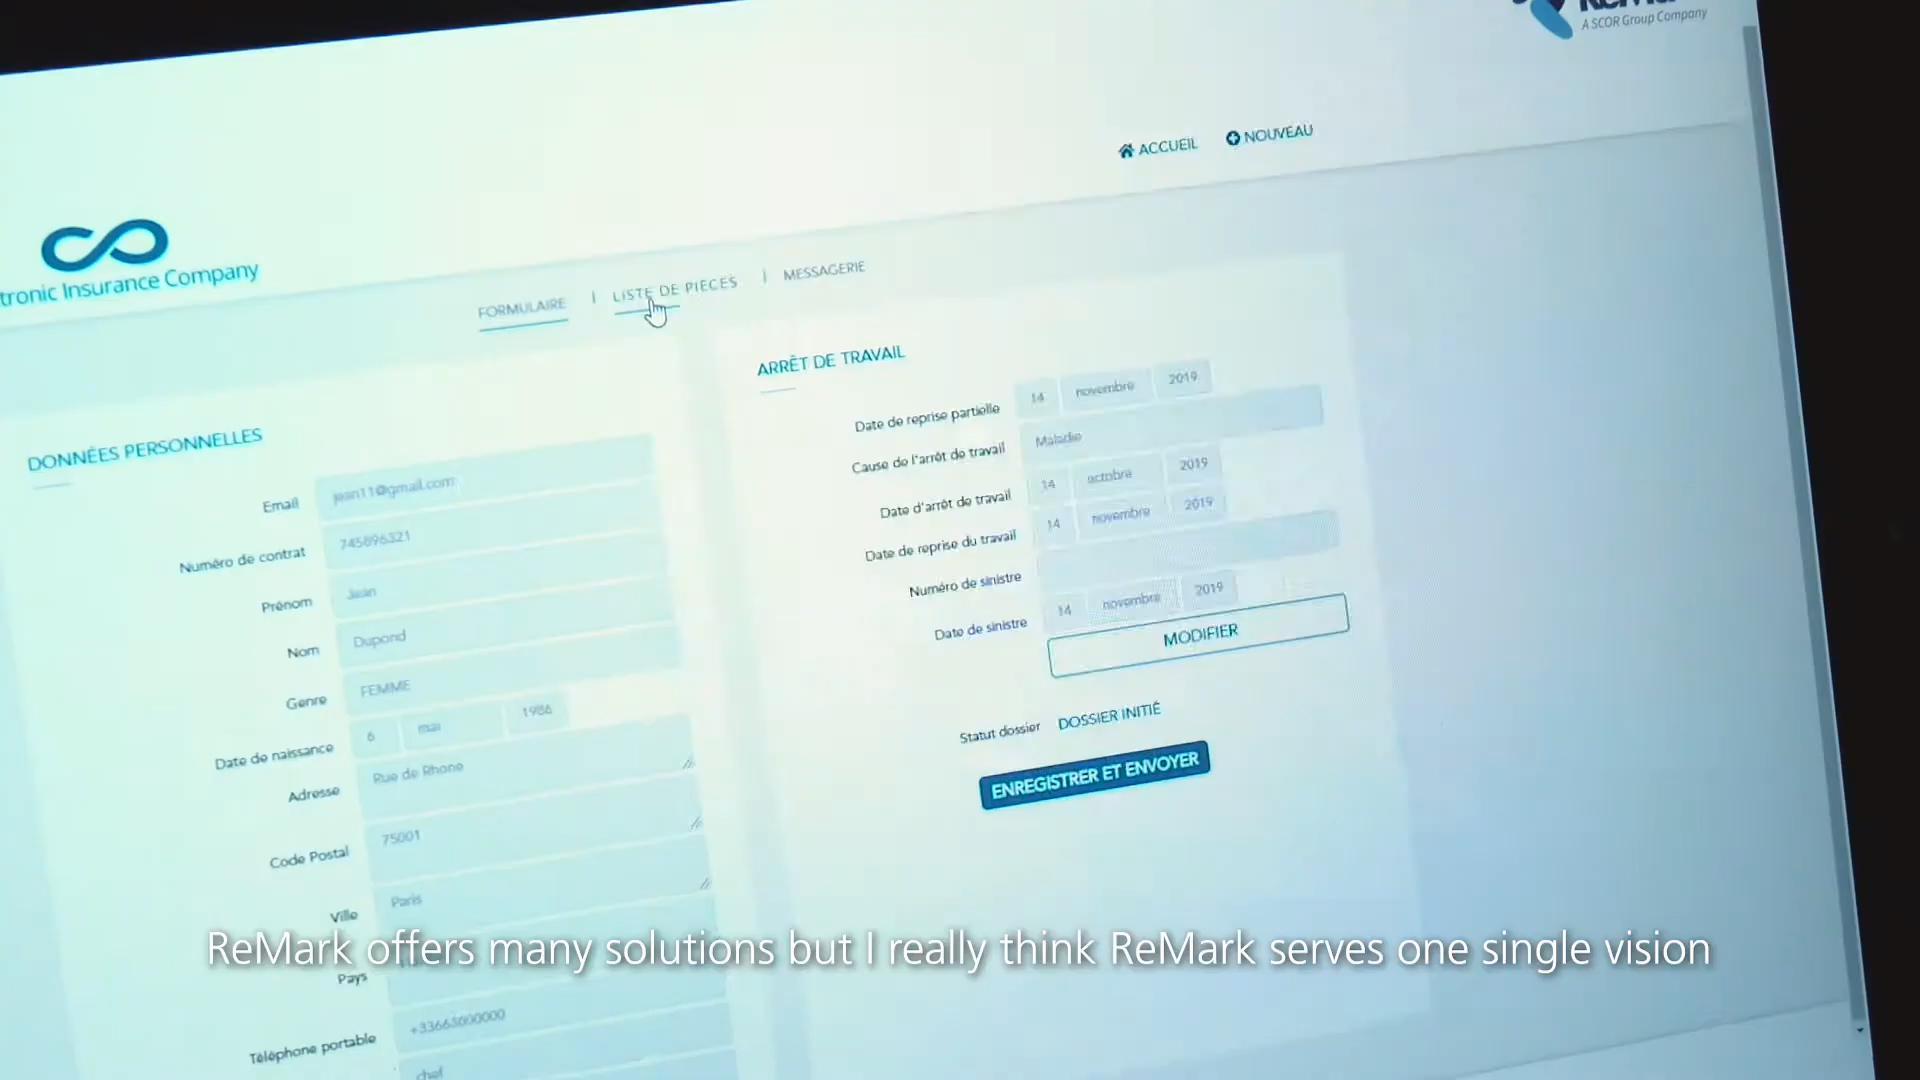 A SCOR Group Company
ACCUEIL
NOUVEAU
tronic Insurance Company
FORMULAIRE | LISTE DE PIÈCES | MESSAGERIE
DONNÉES PERSONNELLES
Email jean11@gmail.com
Numéro de contrat 745896321
Prénom Jean
Nom Dupond
Genre FEMME
Date de naissance 6 mai 1986
Adresse Rue de Rhone
Code Postal 75001
Ville Paris
Pays
Téléphone portable +33663000000
chef
ARRÊT DE TRAVAIL
Date de reprise partielle 14 novembre 2019
Cause de l'arrêt de travail Maladie
Date d'arrêt de travail 14 octobre 2019
Date de reprise du travail 14 novembre 2019
Numéro de sinistre
Date de sinistre 14 novembre 2019
MODIFIER
Statut dossier DOSSIER INITIÉ
ENREGISTRER ET ENVOYER
ReMark offers many solutions but I really think ReMark serves one single vision